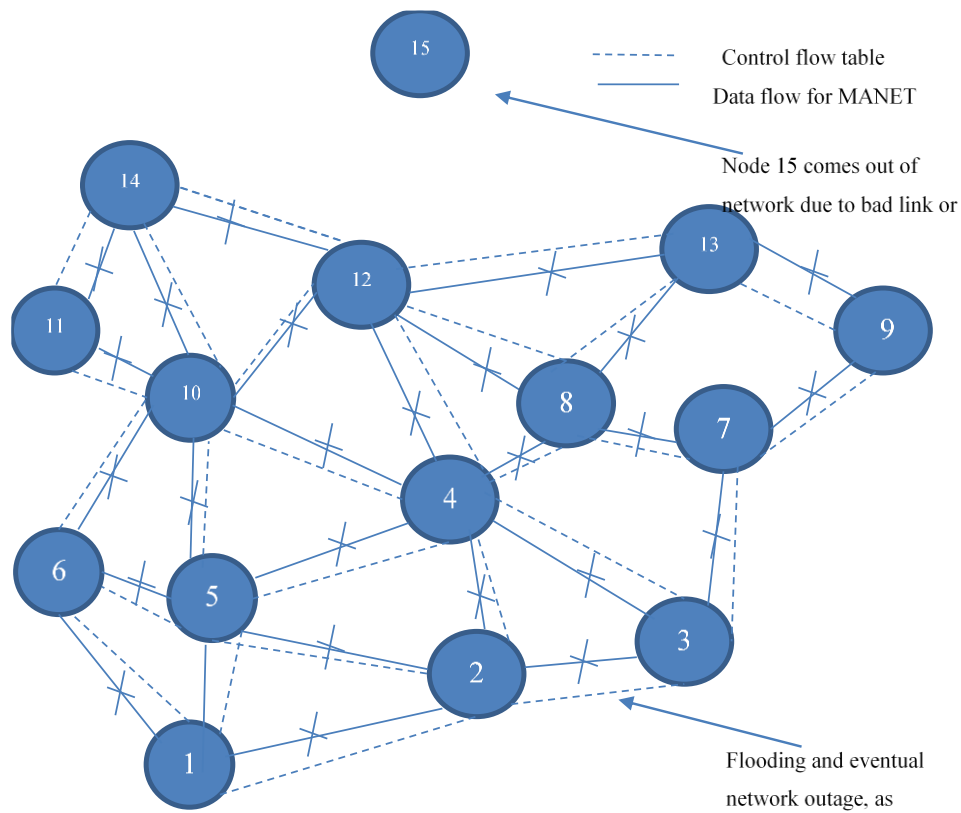 15
Control flow table
Data flow for MANET
Node 15 comes out of
network due to bad link or
14
13
12
11
9
10
8
7
4
6
5
3
2
1
Flooding and eventual
network outage, as